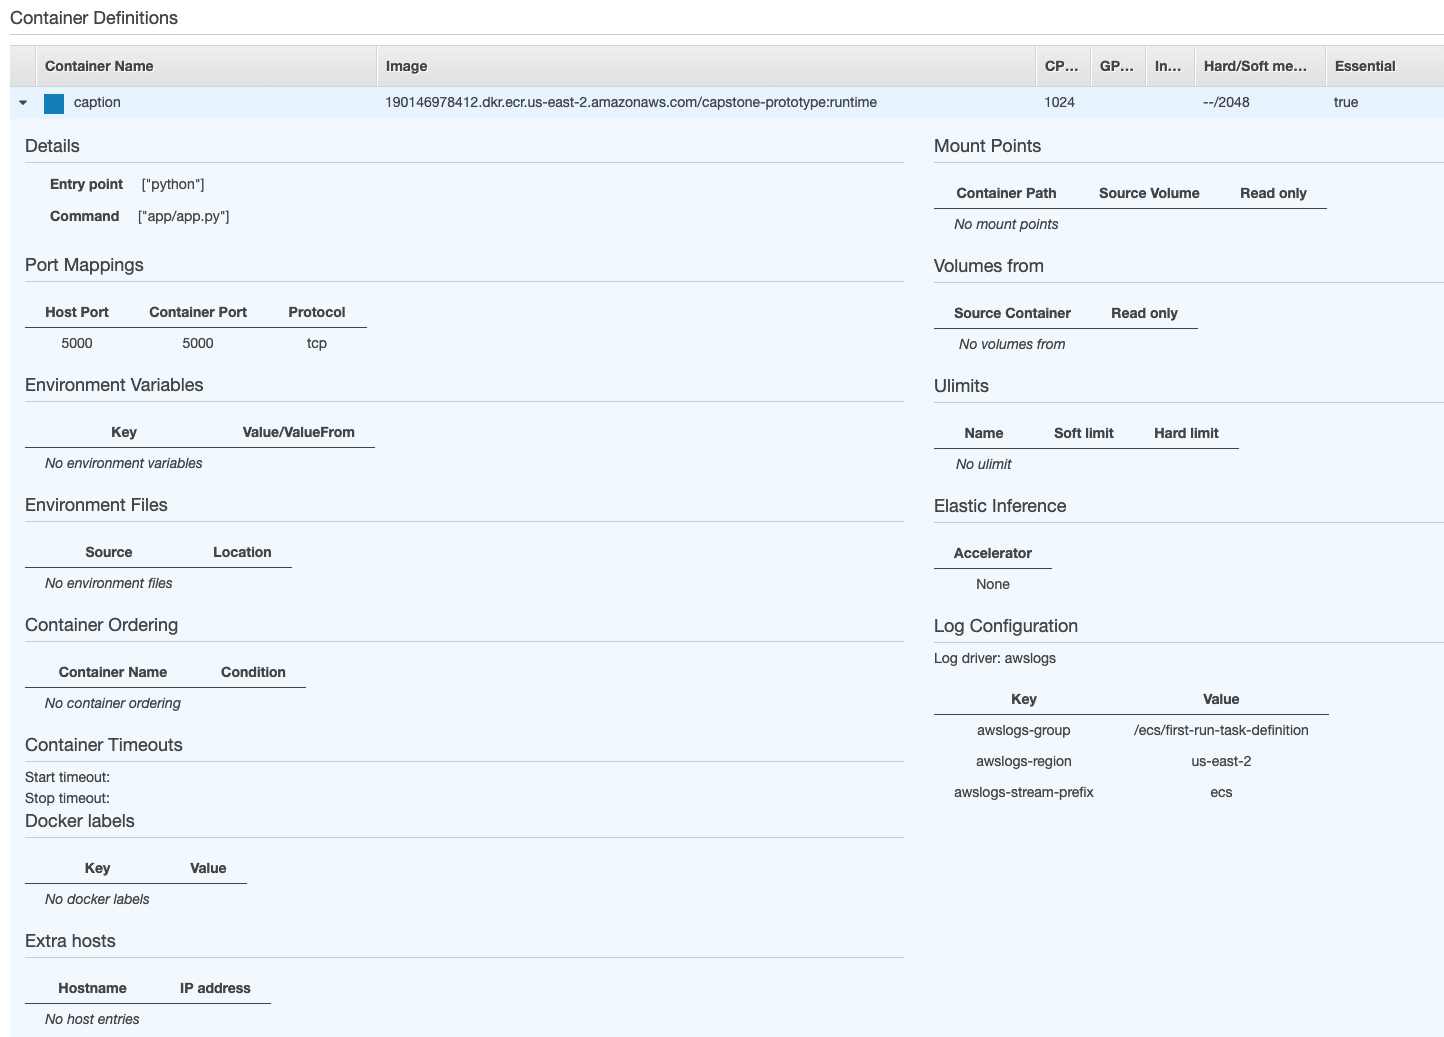 Container Definitions
Container Name Image CP... GP... In... Hard/Soft me... Essential
caption 190146978412.dkr.ecr.us-east-2.amazonaws.com/capstone-prototype:runtime 1024 --/2048 true
Details
Entry point ["python"]
Command ["app/app.py"]
Port Mappings
Host Port Container Port Protocol
5000 5000 tcp
Environment Variables
Key Value/ValueFrom
No environment variables
Environment Files
Source Location
No environment files
Container Ordering
Container Name Condition
No container ordering
Container Timeouts
Start timeout:
Stop timeout:
Docker labels
Key Value
No docker labels
Extra hosts
Hostname IP address
No host entries
Mount Points
Container Path Source Volume Read only
No mount points
Volumes from
Source Container Read only
No volumes from
Ulimits
Name Soft limit Hard limit
No ulimit
Elastic Inference
Accelerator
None
Log Configuration
Log driver: awslogs
Key Value
awslogs-group /ecs/first-run-task-definition
awslogs-region us-east-2
awslogs-stream-prefix ecs